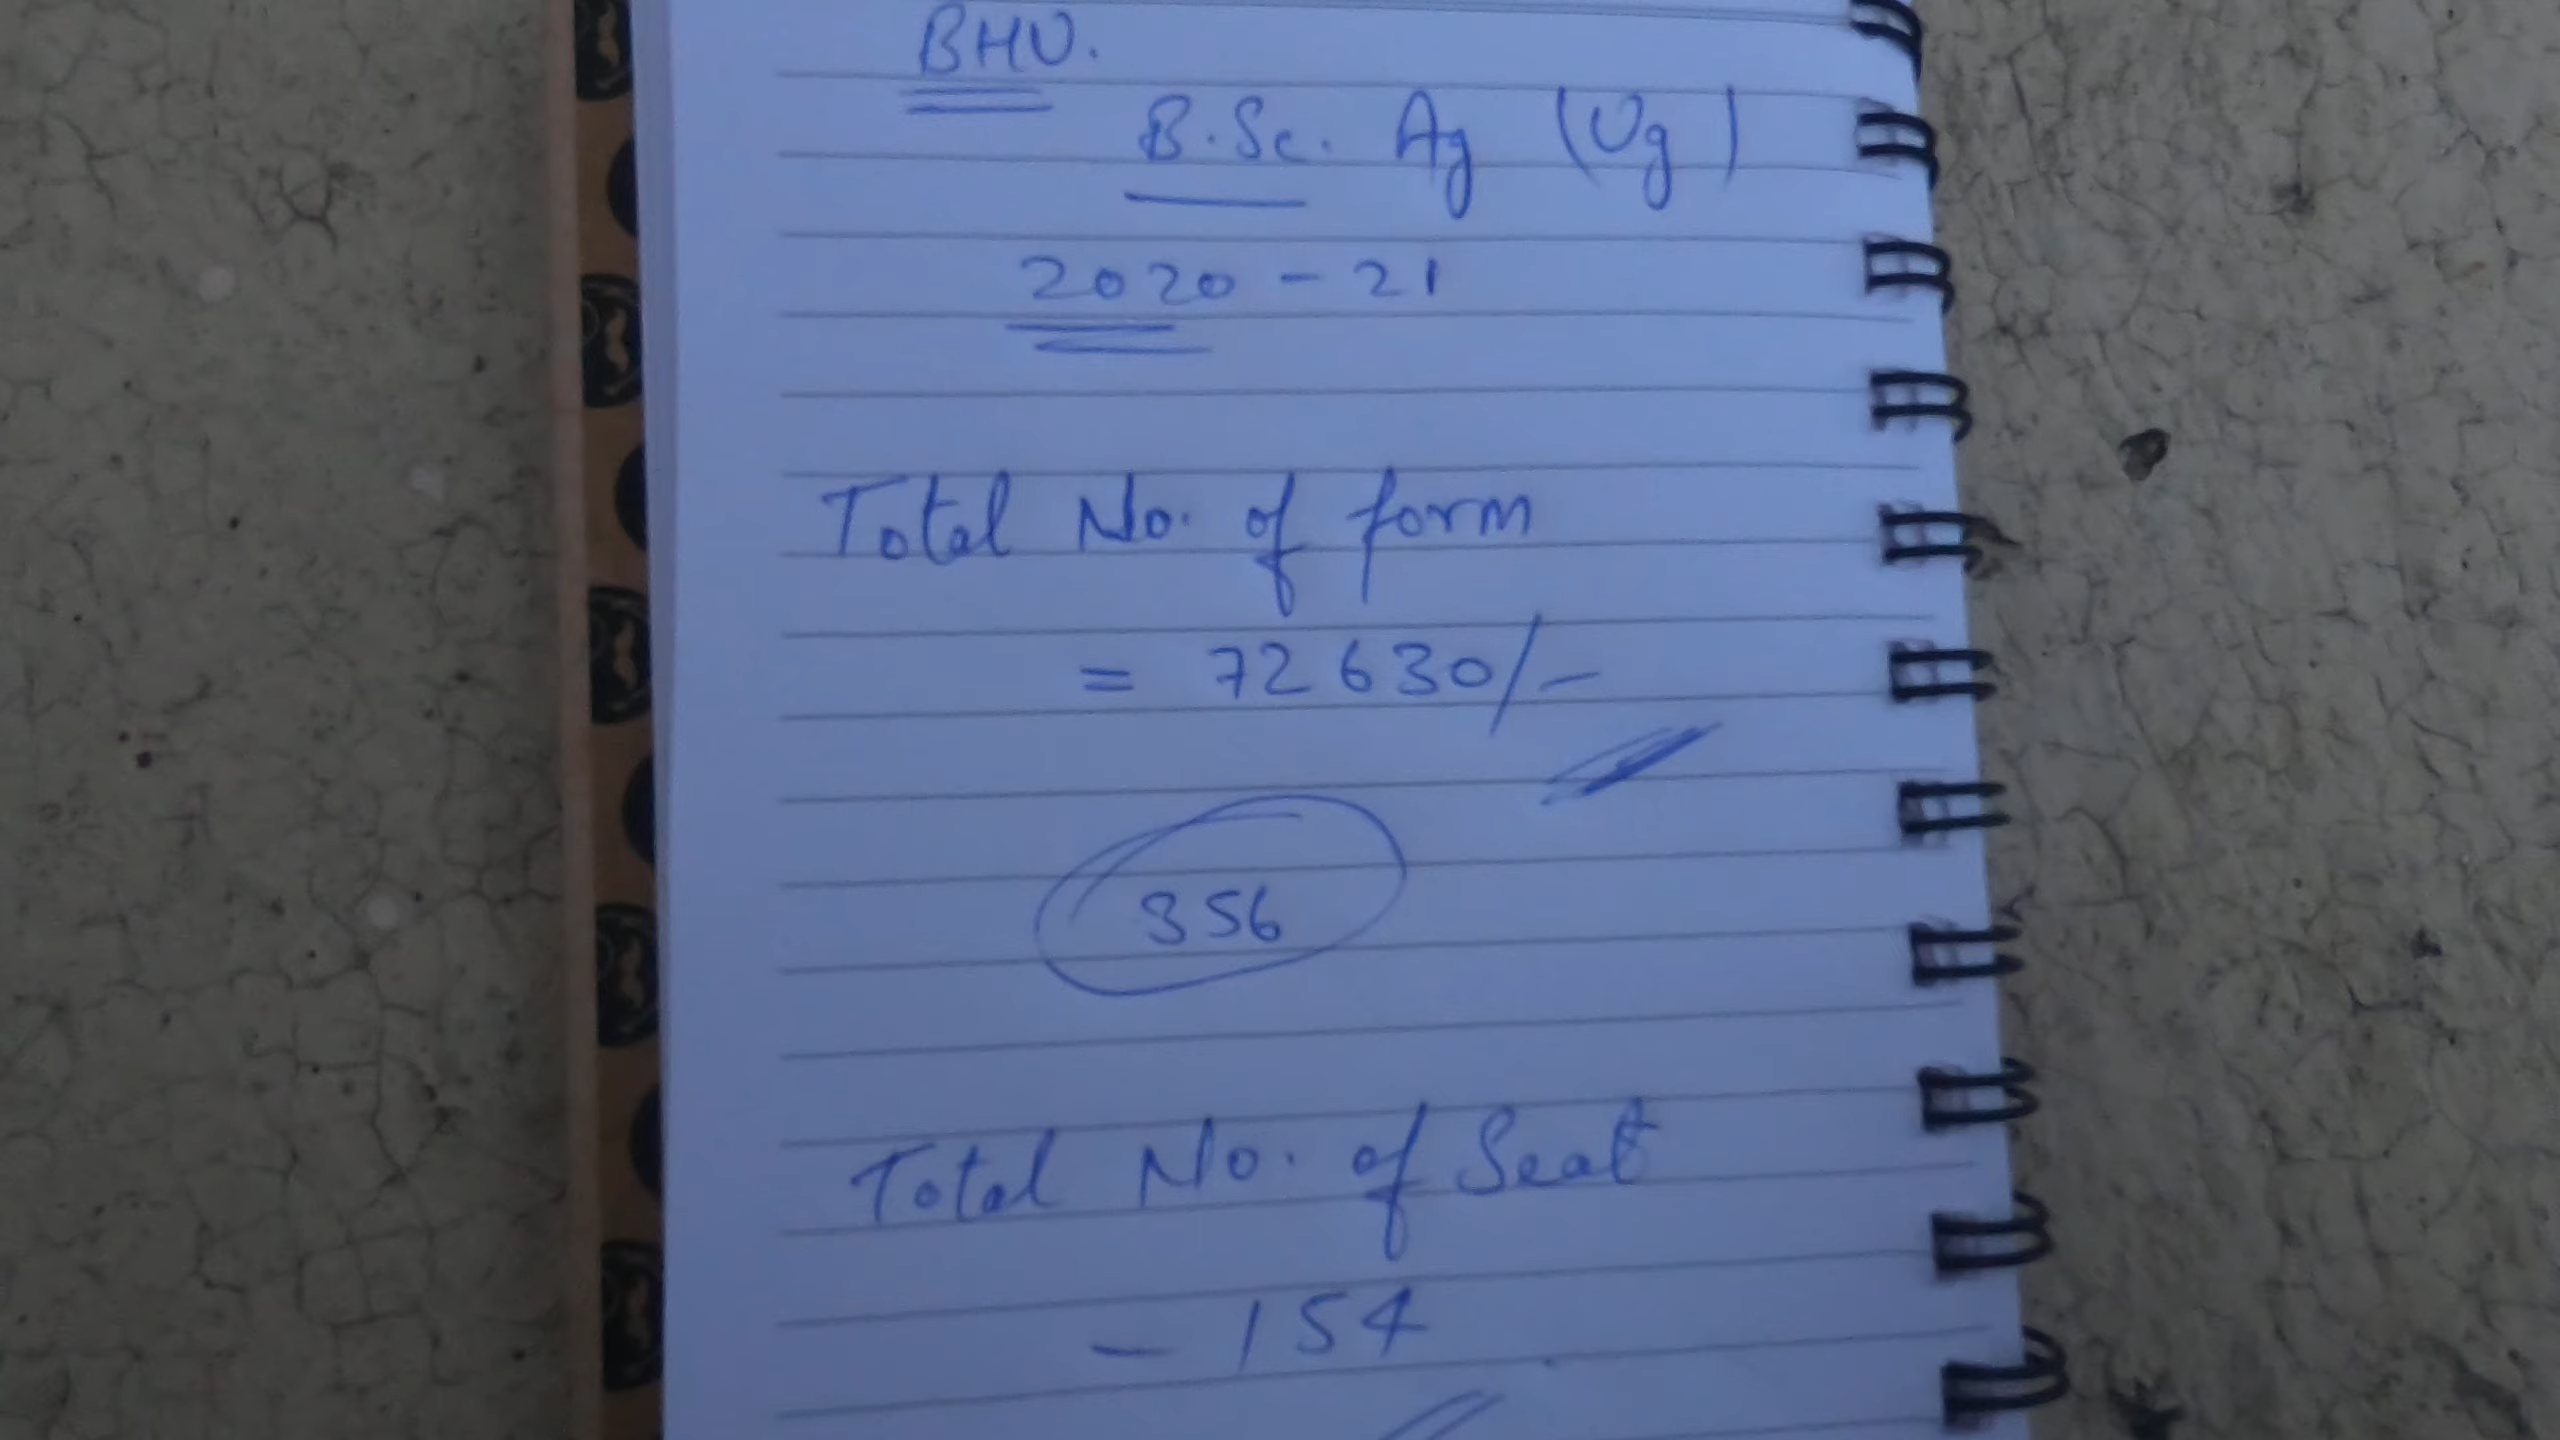 BHU.
B.Sc. Ag (Ug)
2020-21
Total No. of form
= 72630/-
356
Total No. of Seat
- 154